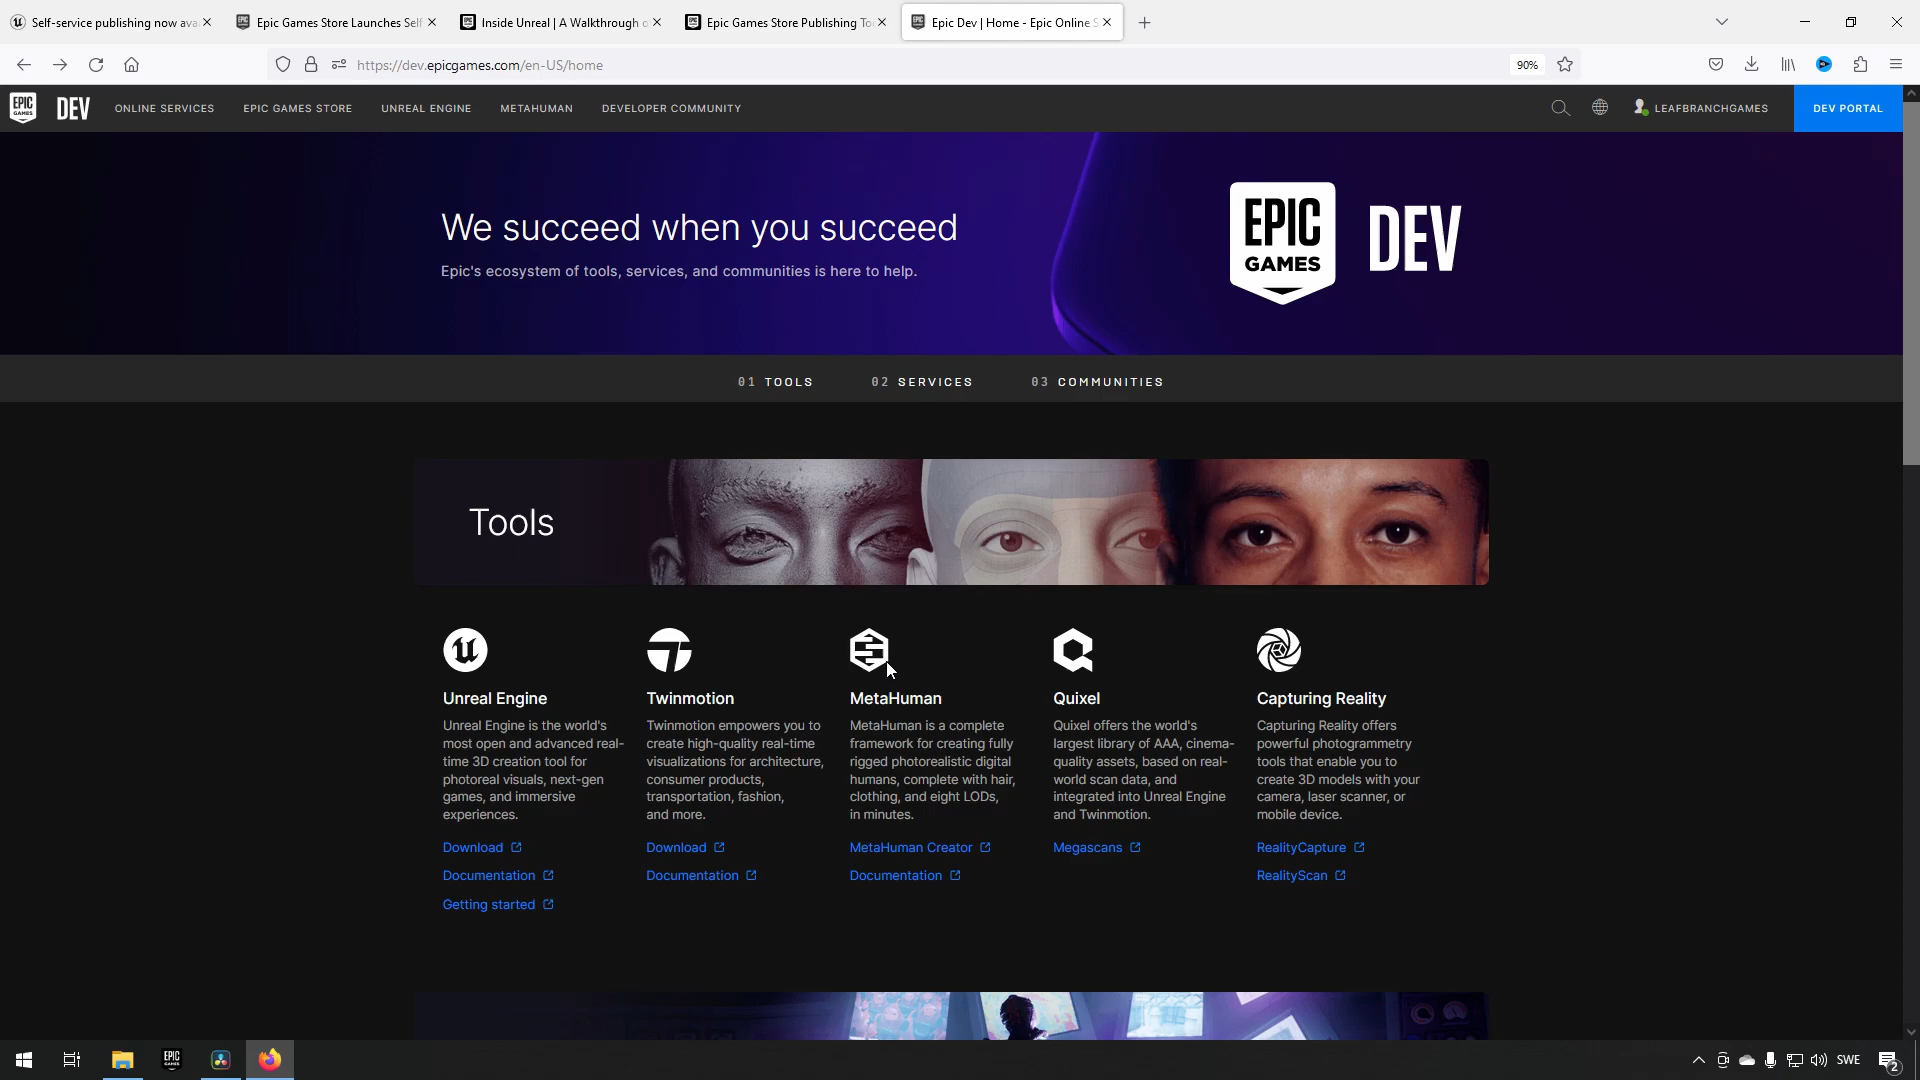 Self-service publishing now ava
Epic Games Store Launches Self
Inside Unreal | A Walkthrough o
Epic Games Store Publishing Too
Epic Dev | Home - Epic Online S
https://dev.epicgames.com/en-US/home
90%
EPIC GAMES
DEV
ONLINE SERVICES
EPIC GAMES STORE
UNREAL ENGINE
METAHUMAN
DEVELOPER COMMUNITY
LEAFBRANCHGAMES
DEV PORTAL
We succeed when you succeed
Epic's ecosystem of tools, services, and communities is here to help.
EPIC
GAMES
DEV
01 TOOLS
02 SERVICES
03 COMMUNITIES
Tools
Unreal Engine
Unreal Engine is the world's
most open and advanced real-
time 3D creation tool for
photoreal visuals, next-gen
games, and immersive
experiences.
Download
Documentation
Getting started
Twinmotion
Twinmotion empowers you to
create high-quality real-time
visualizations for architecture,
consumer products,
transportation, fashion,
and more.
Download
Documentation
MetaHuman
MetaHuman is a complete
framework for creating fully
rigged photorealistic digital
humans, complete with hair,
clothing, and eight LODs,
in minutes.
MetaHuman Creator
Documentation
Quixel
Quixel offers the world's
largest library of AAA, cinema-
quality assets, based on real-
world scan data, and
integrated into Unreal Engine
and Twinmotion.
Megascans
Capturing Reality
Capturing Reality offers
powerful photogrammetry
tools that enable you to
create 3D models with your
camera, laser scanner, or
mobile device.
RealityCapture
RealityScan
EPIC
GAMES
SWE
2